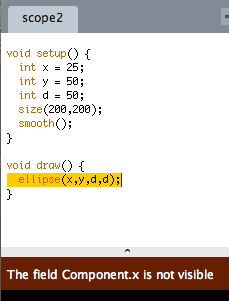 scope2
void setup() {
  int x = 25;
  int y = 50;
  int d = 50;
  size(200,200);
  smooth();
}
void draw() {
  ellipse(x,y,d,d);
}
The field Component.x is not visible